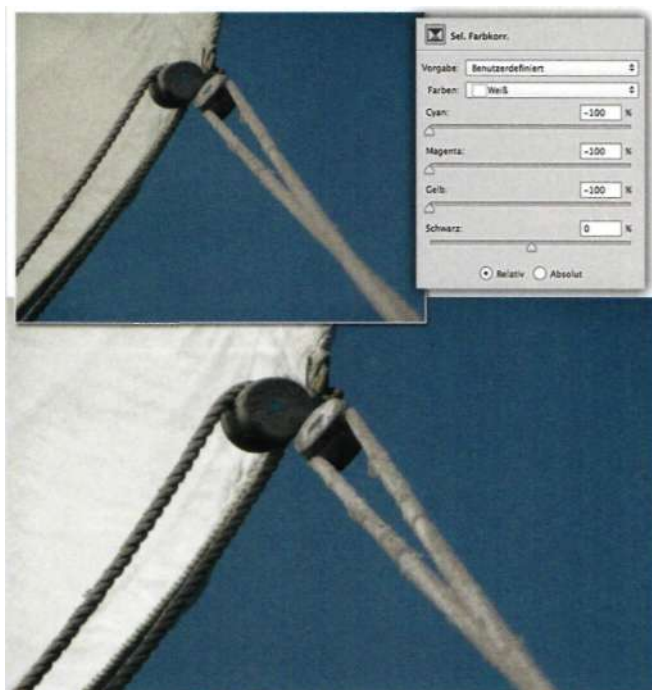 Sel. Farbkorr.
Vorgabe: Benutzerdefiniert
Farben: Weiß
Cyan: -100 %
Magenta: -100 %
Gelb: -100 %
Schwarz: 0 %
Relativ Absolut